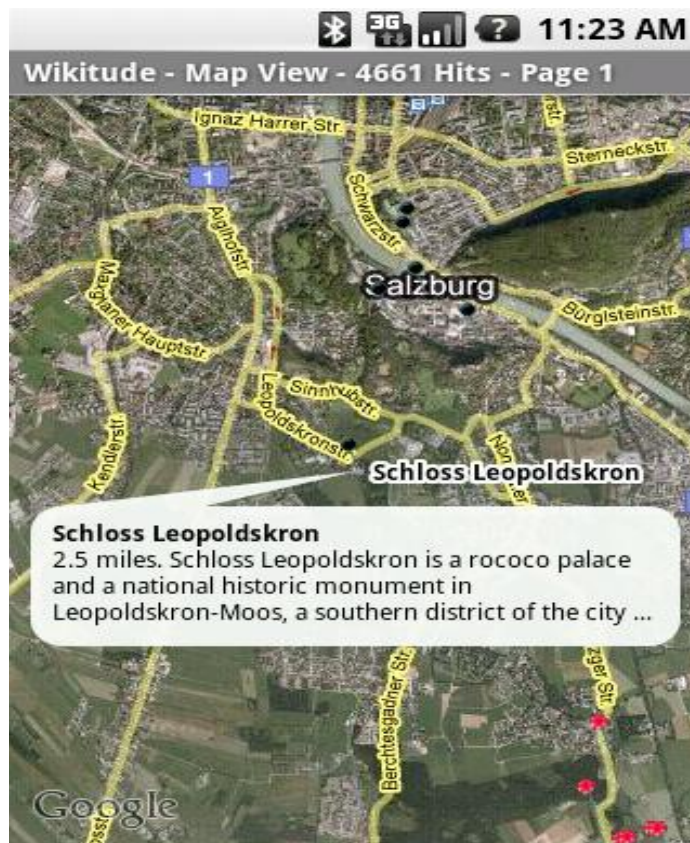 3G 11:23 AM
Wikitude - Map View - 4661 Hits - Page 1
Ignaz Harrer Str.
Sterneckstr.
1
Schwarzstr.
Aiglhofstr.
Salzburg
Bürglsteinstr.
Maxglaner Hauptstr.
Sinnhubstr.
Leopoldskronstr.
Kendlerstr.
Schloss Leopoldskron
Schloss Leopoldskron
2.5 miles. Schloss Leopoldskron is a rococo palace
and a national historic monument in
Leopoldskron-Moos, a southern district of the city ...
Berchtesgadner Str.
Google